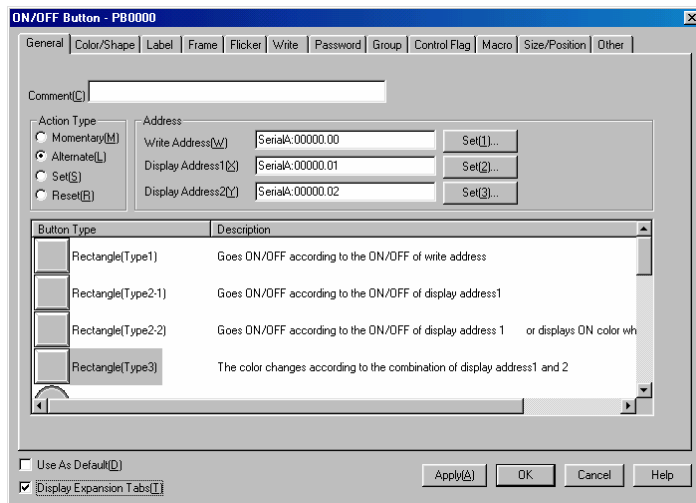 ON/OFF Button - PB0000
General Color/Shape Label Frame Flicker Write Password Group Control Flag Macro Size/Position Other
Comment(C)
Action Type
Momentary(M)
Alternate(L)
Set(S)
Reset(R)
Address
Write Address(W) SerialA:00000.00 Set(1)...
Display Address1(X) SerialA:00000.01 Set(2)...
Display Address2(Y) SerialA:00000.02 Set(3)...
Button Type Description
Rectangle(Type1) Goes ON/OFF according to the ON/OFF of write address
Rectangle(Type2-1) Goes ON/OFF according to the ON/OFF of display address1
Rectangle(Type2-2) Goes ON/OFF according to the ON/OFF of display address 1 or displays ON color wh
Rectangle(Type3) The color changes according to the combination of display address1 and 2
Use As Default(D)
Display Expansion Tabs(T)
Apply(A) OK Cancel Help